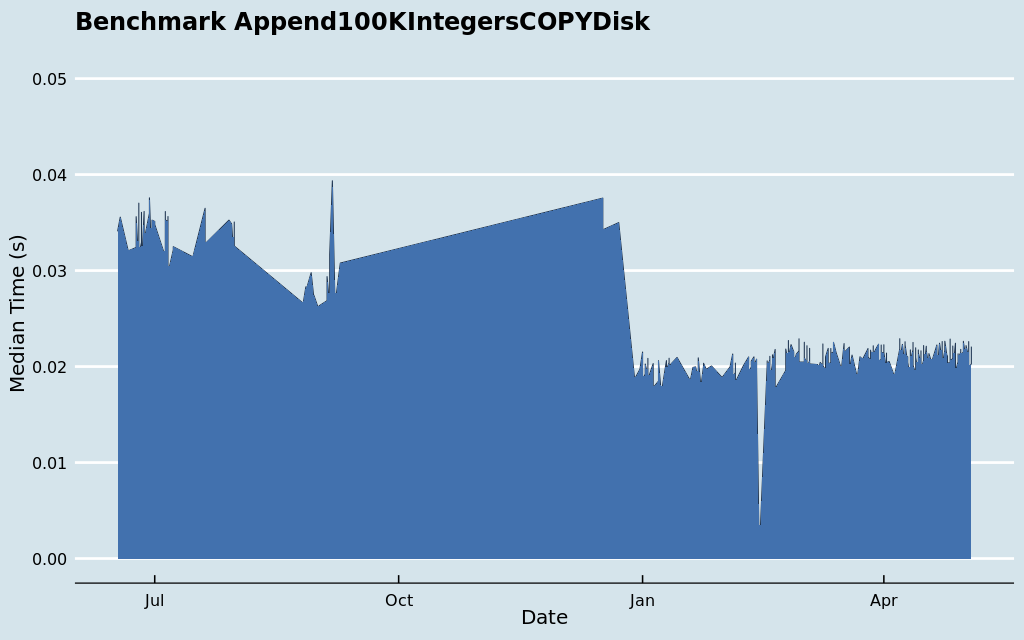 Benchmark Append100KIntegersCOPYDisk
0.05
0.04
0.03
0.02
0.01
0.00
Median Time (s)
Jul
Oct
Jan
Apr
Date